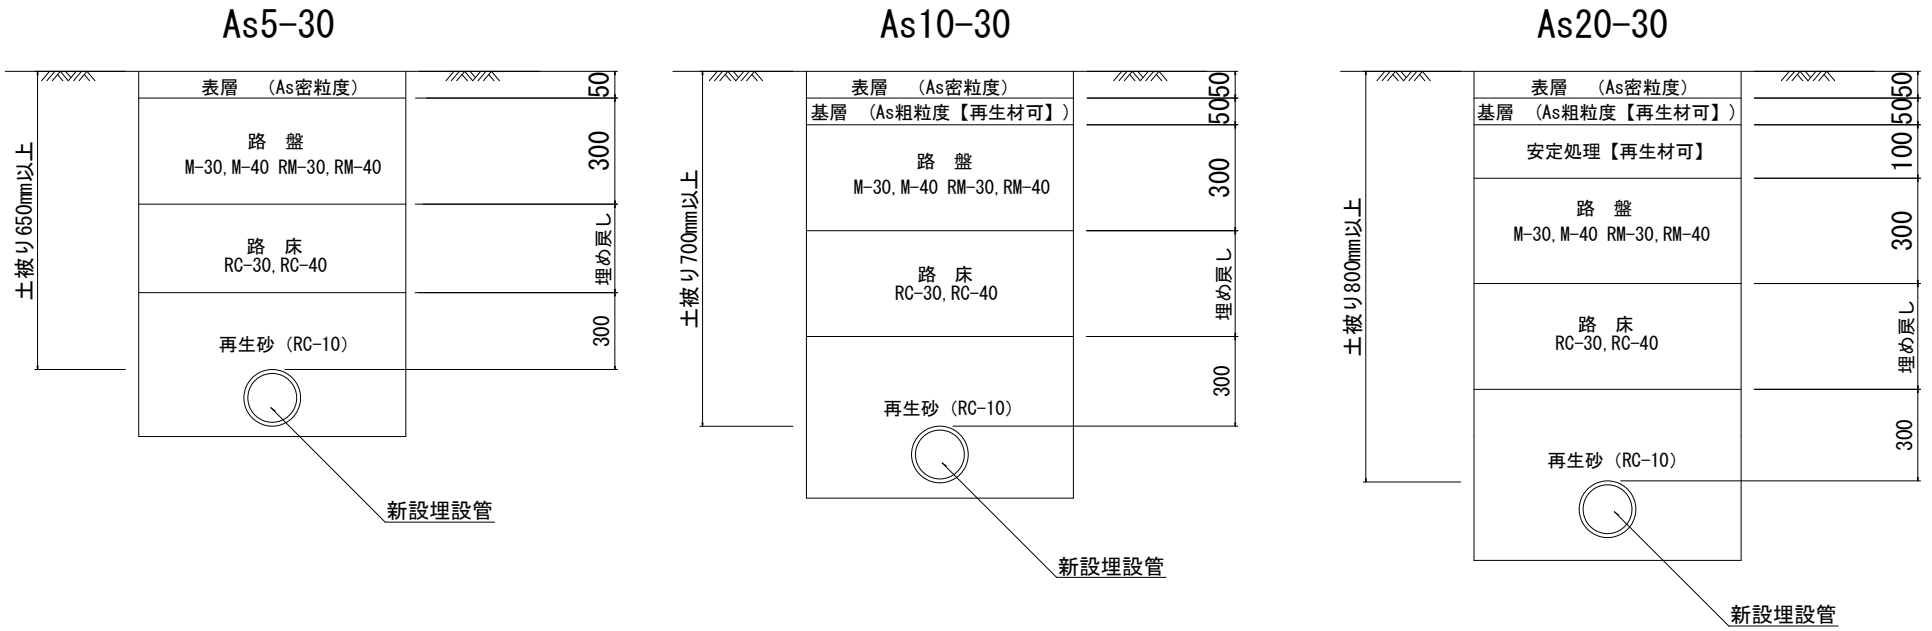 As5-30
表層　(As密粒度)
路　盤
M-30,M-40 RM-30,RM-40
路　床
RC-30,RC-40
再生砂(RC-10)
新設埋設管
土被り650mm以上
50
300
埋め戻し
300
As10-30
表層　(As密粒度)
基層　(As粗粒度【再生材可】)
路　盤
M-30,M-40 RM-30,RM-40
路　床
RC-30,RC-40
再生砂(RC-10)
新設埋設管
土被り700mm以上
50
50
300
埋め戻し
300
As20-30
表層　(As密粒度)
基層　(As粗粒度【再生材可】)
安定処理【再生材可】
路　盤
M-30,M-40 RM-30,RM-40
路　床
RC-30,RC-40
再生砂(RC-10)
新設埋設管
土被り800mm以上
50
50
100
300
埋め戻し
300